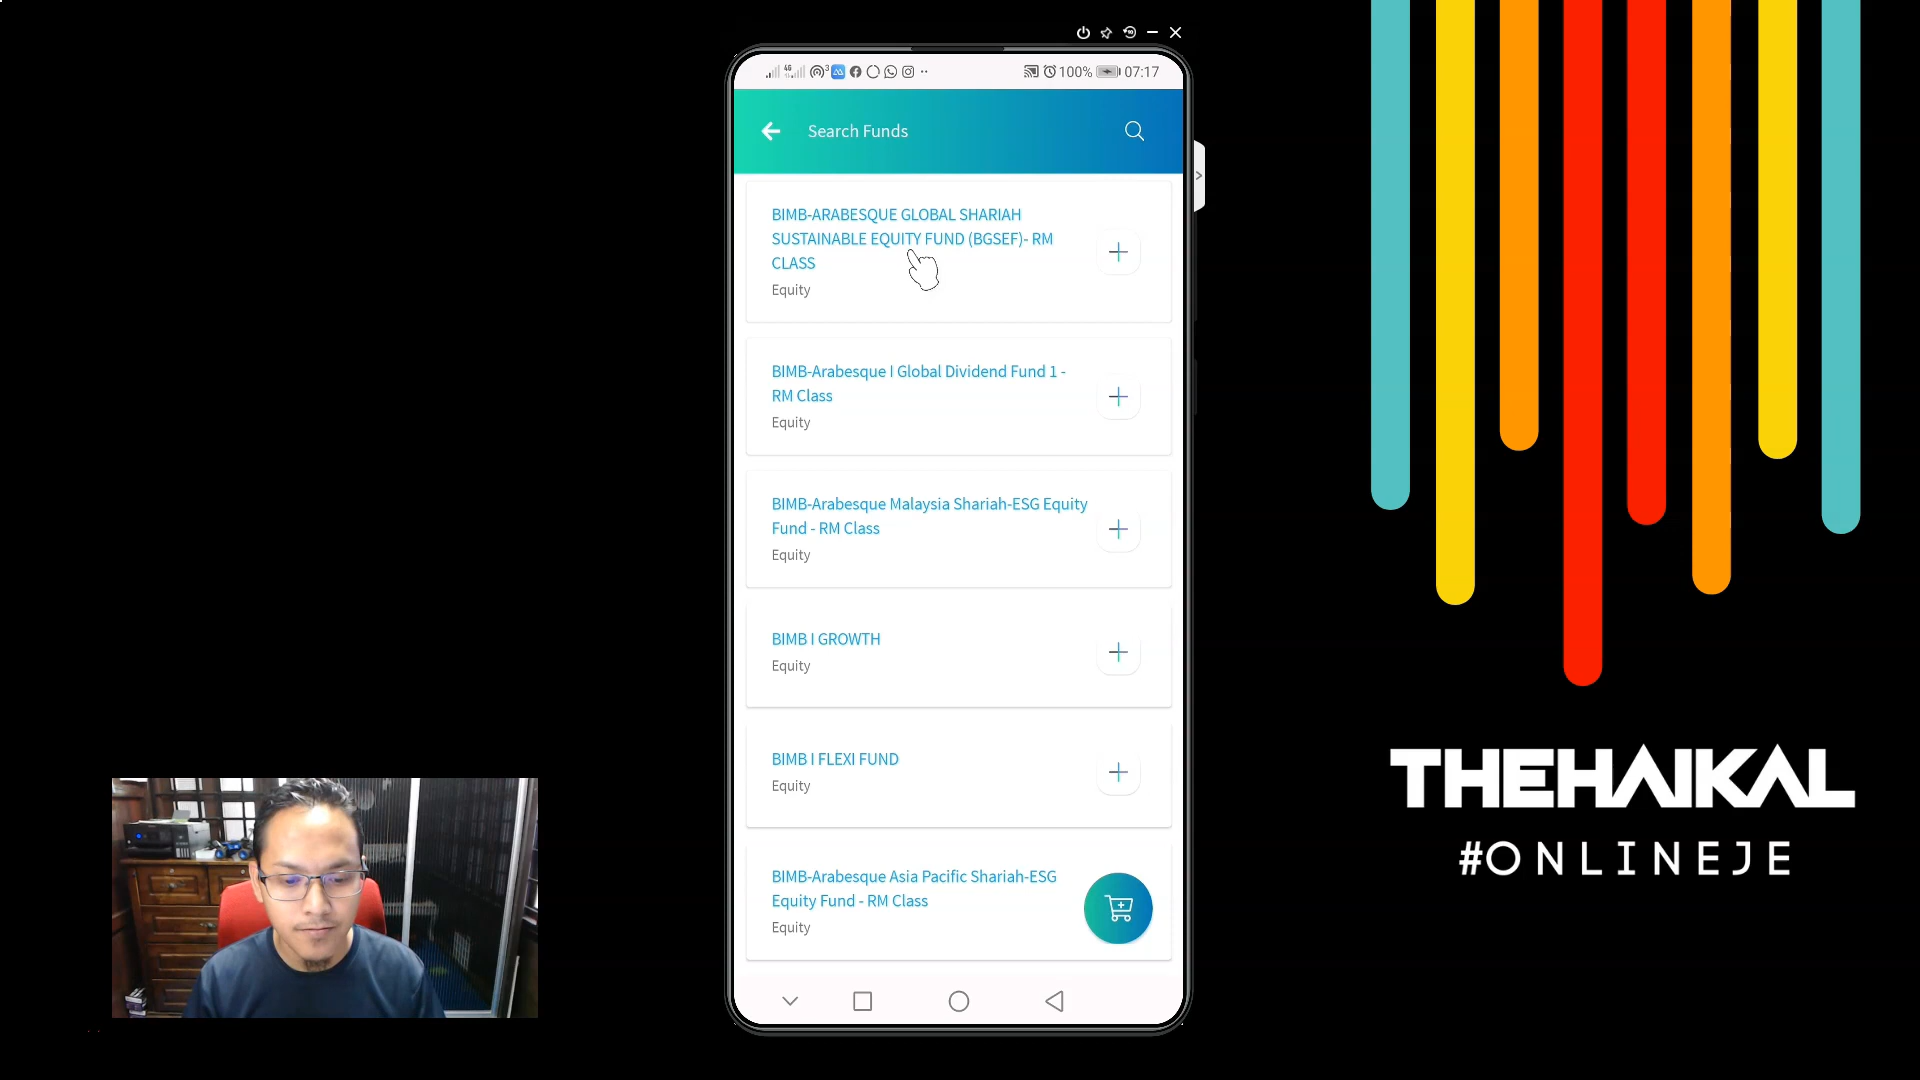 100% 07:17
Search Funds
BIMB-ARABESQUE GLOBAL SHARIAH
SUSTAINABLE EQUITY FUND (BGSEF)- RM
CLASS
Equity
BIMB-Arabesque I Global Dividend Fund 1 -
RM Class
Equity
BIMB-Arabesque Malaysia Shariah-ESG Equity
Fund - RM Class
Equity
BIMB I GROWTH
Equity
BIMB I FLEXI FUND
Equity
BIMB-Arabesque Asia Pacific Shariah-ESG
Equity Fund - RM Class
Equity
THEHAIKAL
#ONLINEJE